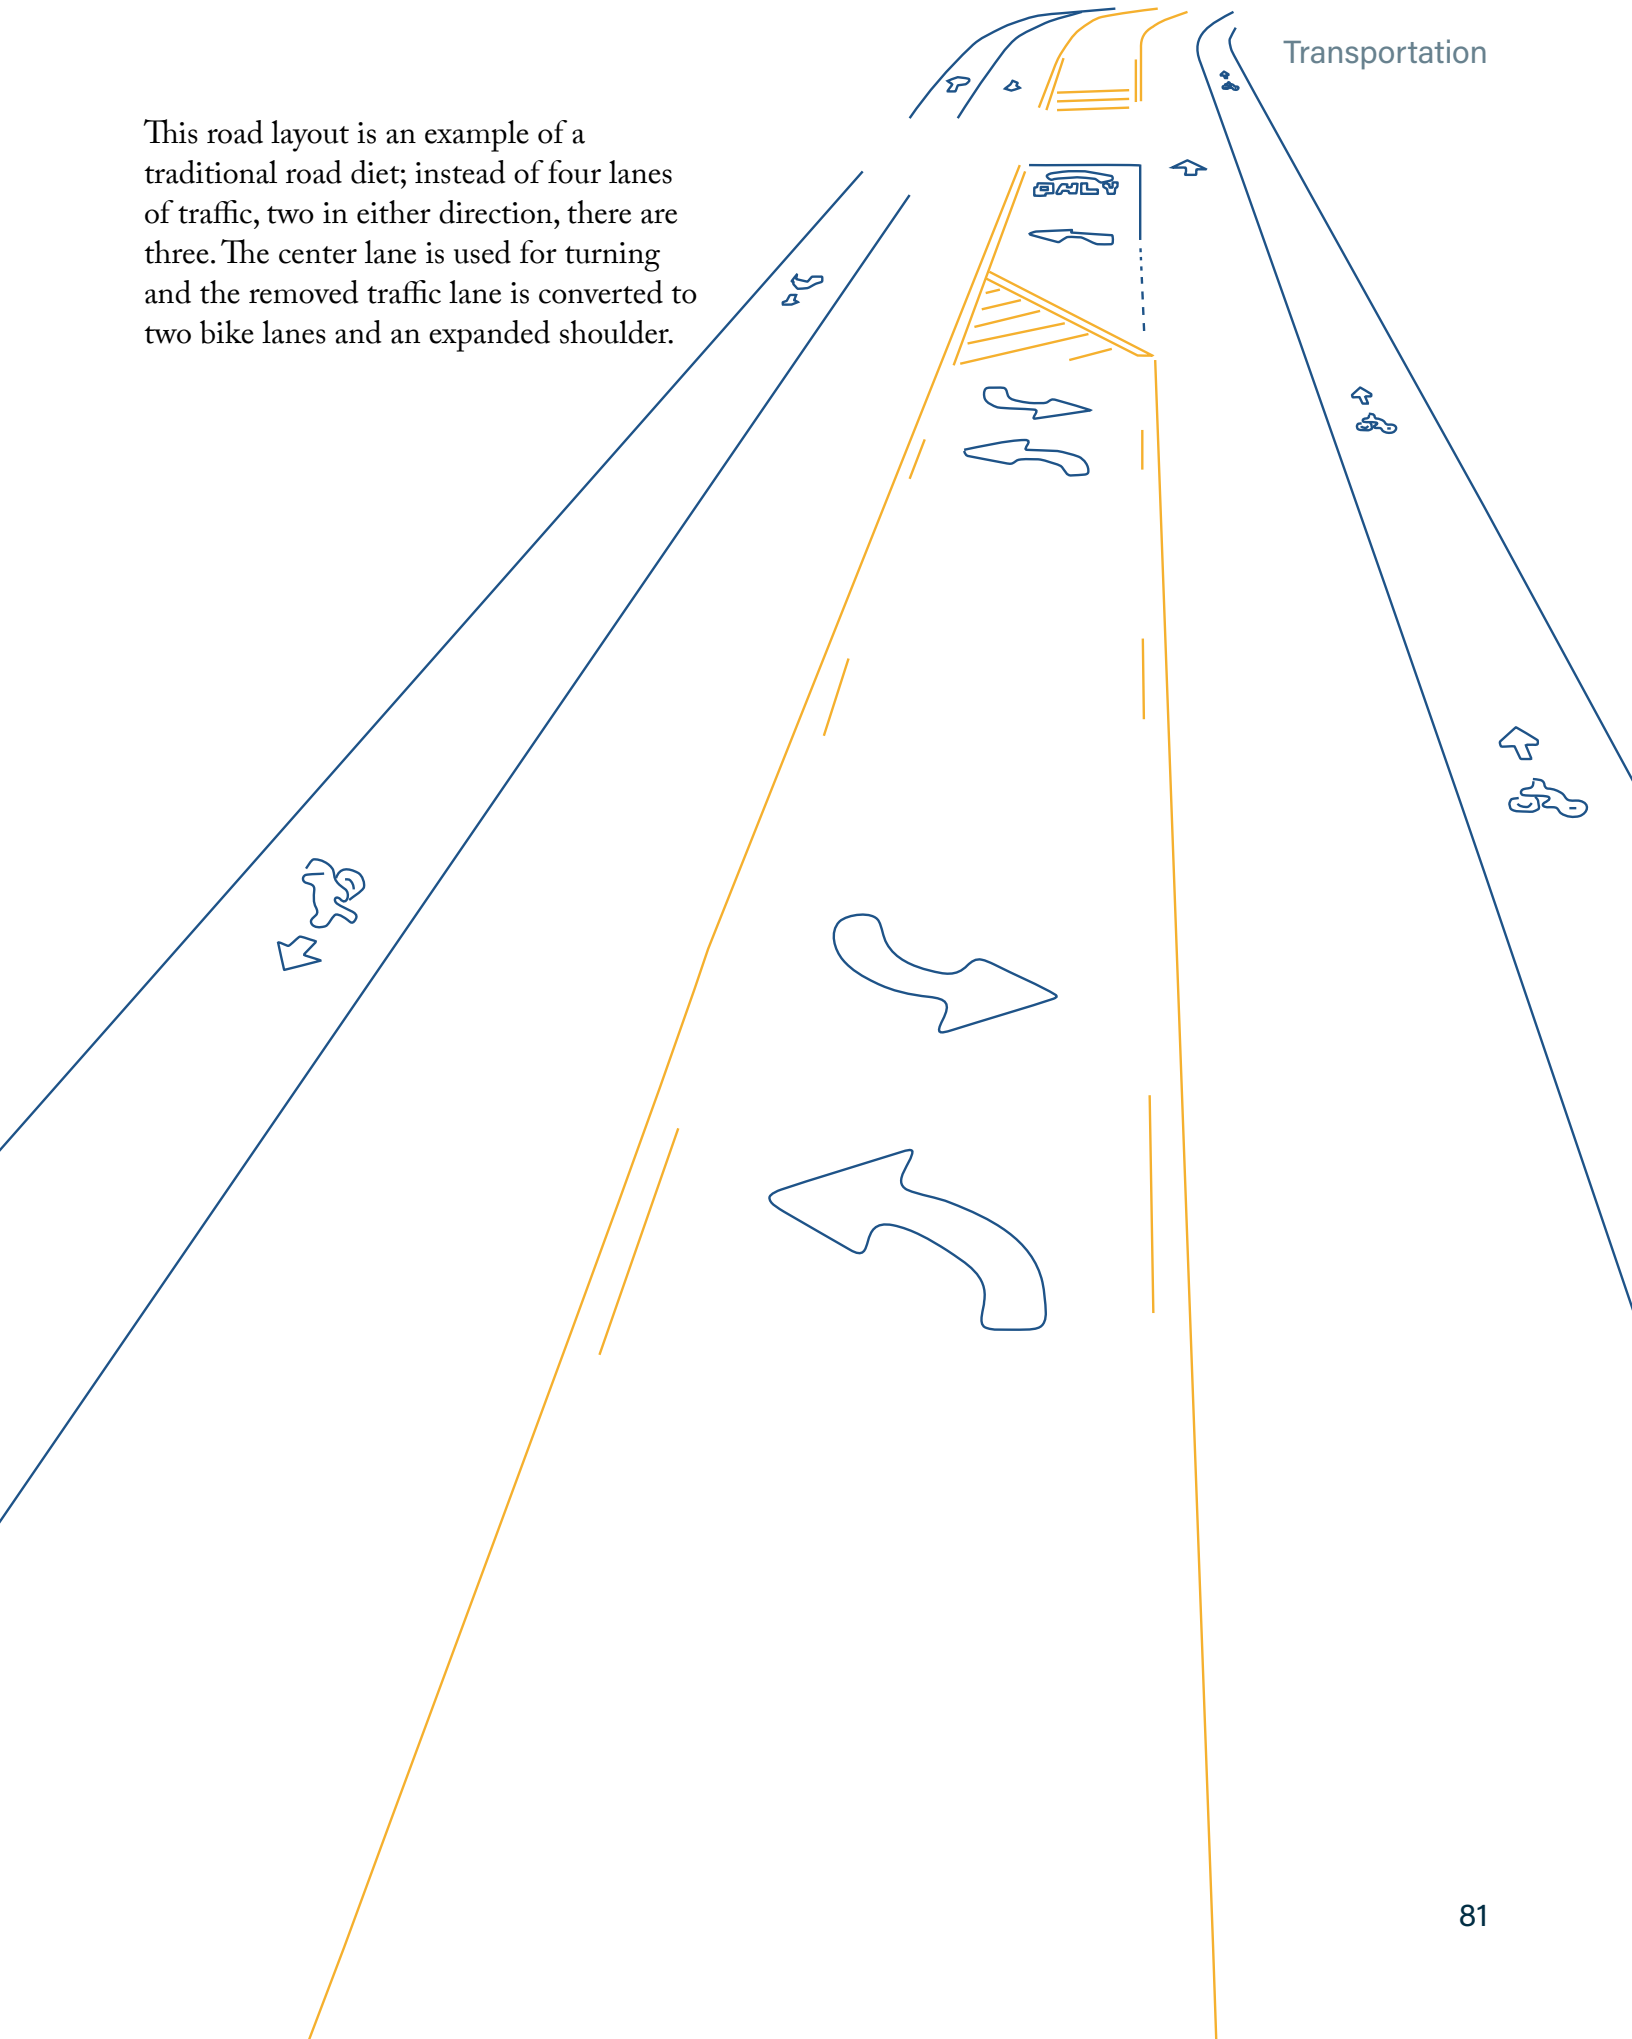 Transportation
This road layout is an example of a
traditional road diet; instead of four lanes
of traffic, two in either direction, there are
three. The center lane is used for turning
and the removed traffic lane is converted to
two bike lanes and an expanded shoulder.
ONLY
81